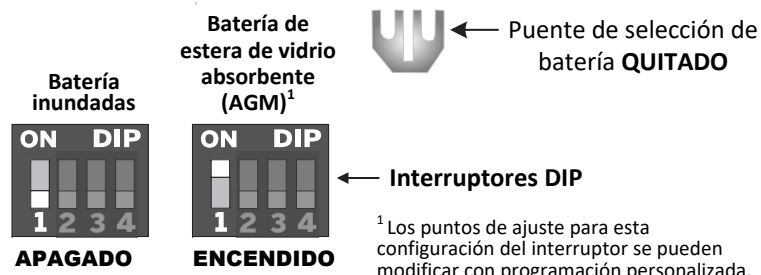 Batería
inundadas
ON DIP
1 2 3 4
APAGADO
Batería de
estera de vidrio
absorbente
(AGM)¹
ON DIP
1 2 3 4
ENCENDIDO
Puente de selección de
batería QUITADO
Interruptores DIP
¹ Los puntos de ajuste para esta
configuración del interruptor se pueden
modificar con programación personalizada.